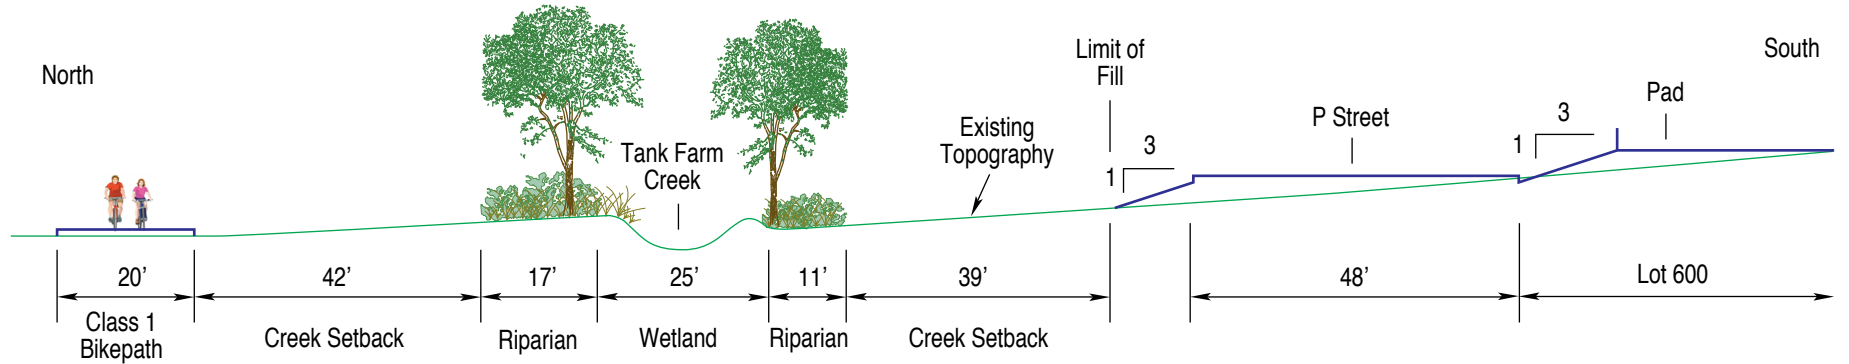 North
South
Limit of
Fill
Pad
3
P Street
3
1
Existing
Topography
Tank Farm
Creek
1
20’
42’
17’
25’
11’
39’
48’
Lot 600
Class 1
Bikepath
Creek Setback
Riparian
Wetland
Riparian
Creek Setback